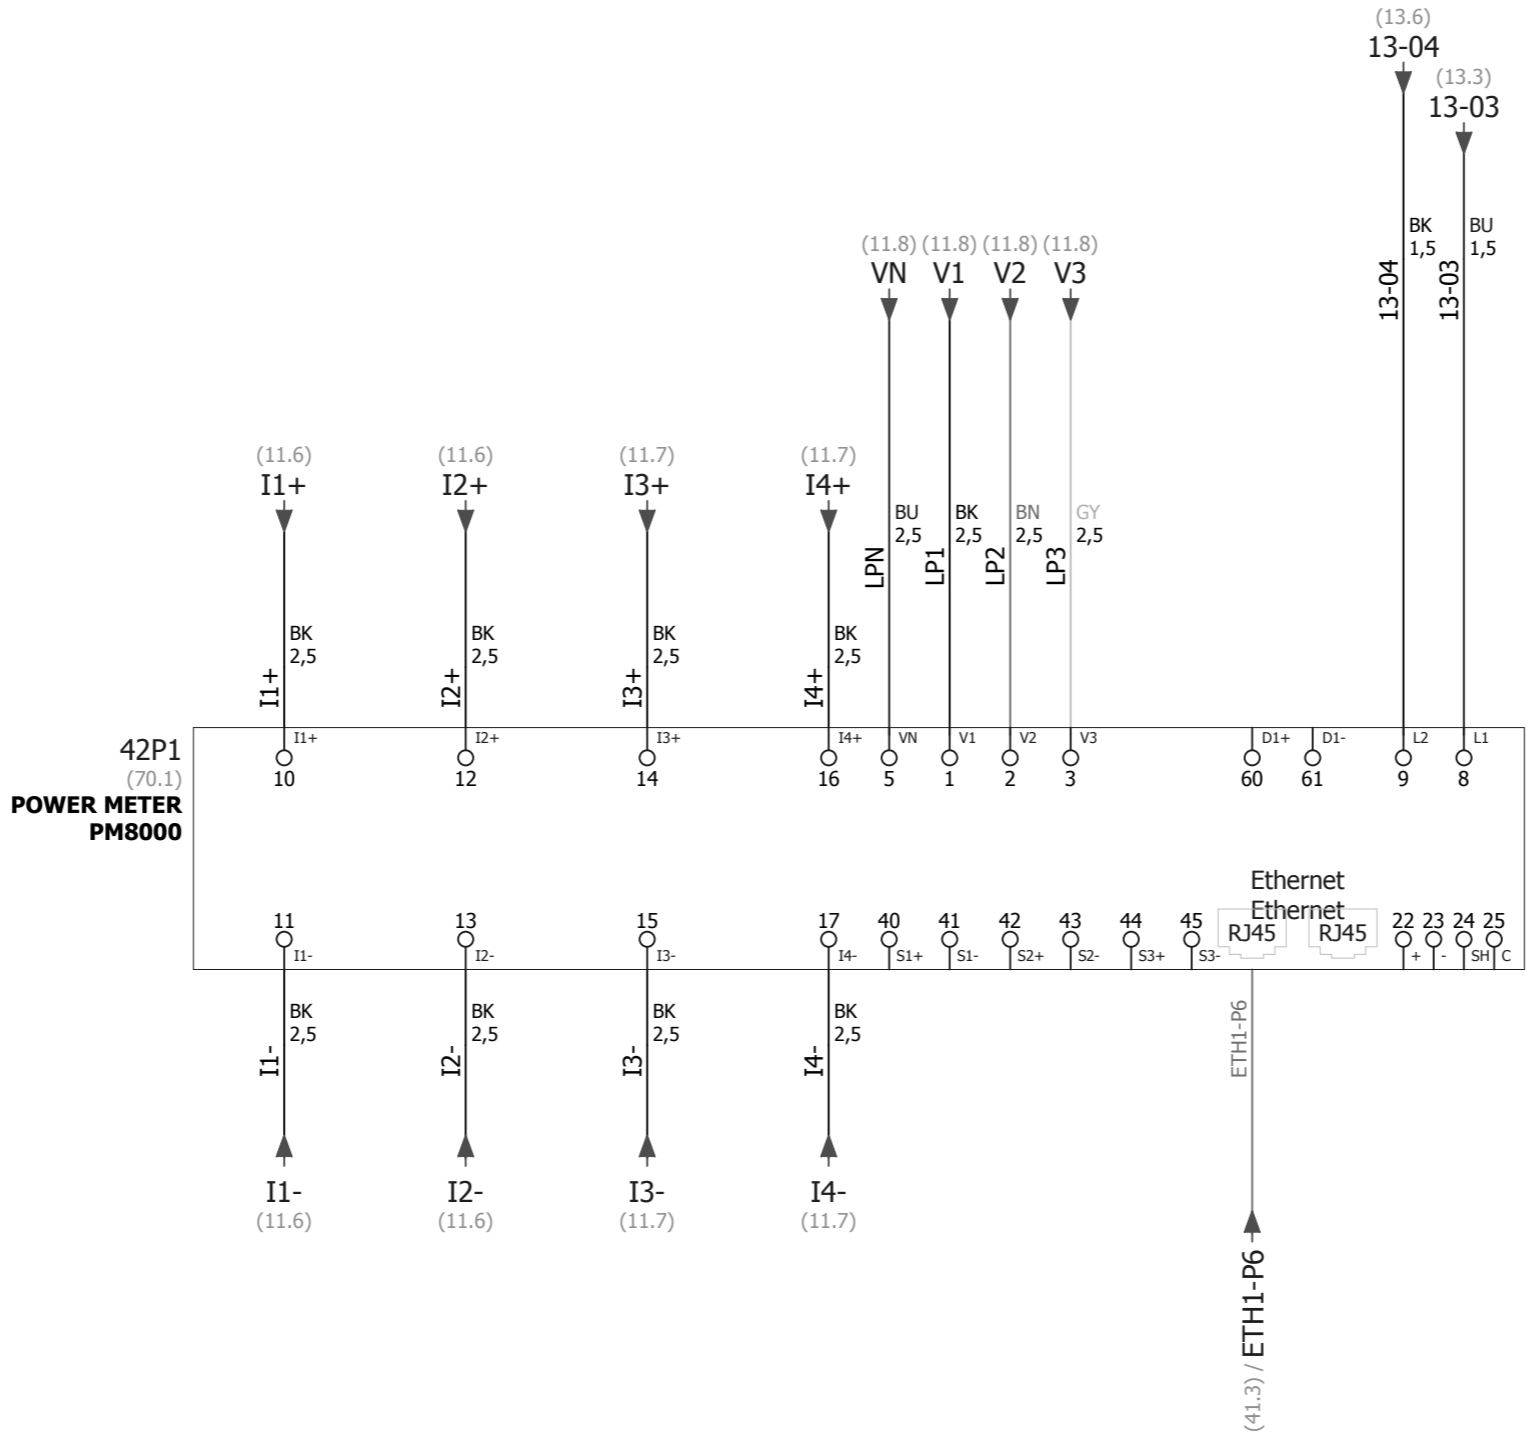 (13.6)
13-04
(13.3)
13-03
BK
1,5
BU
1,5
13-04
13-03
(11.8) (11.8) (11.8) (11.8)
VN V1 V2 V3
BU BK BN GY
2,5 2,5 2,5 2,5
LPN LP1 LP2 LP3
(11.6) (11.6) (11.7) (11.7)
I1+ I2+ I3+ I4+
BK BK BK BK
2,5 2,5 2,5 2,5
I1+ I2+ I3+ I4+
I1+ I2+ I3+ I4+ VN V1 V2 V3 D1+ D1- L2 L1
10 12 14 16 5 1 2 3 60 61 9 8
42P1
(70.1)
POWER METER
PM8000
Ethernet
Ethernet
RJ45 RJ45
11 13 15 17 40 41 42 43 44 45 22 23 24 25
I1- I2- I3- I4- S1+ S1- S2+ S2- S3+ S3- + - SH C
BK BK BK BK
2,5 2,5 2,5 2,5
I1- I2- I3- I4-
ETH1-P6
I1- I2- I3- I4-
(11.6) (11.6) (11.7) (11.7)
(41.3) / ETH1-P6